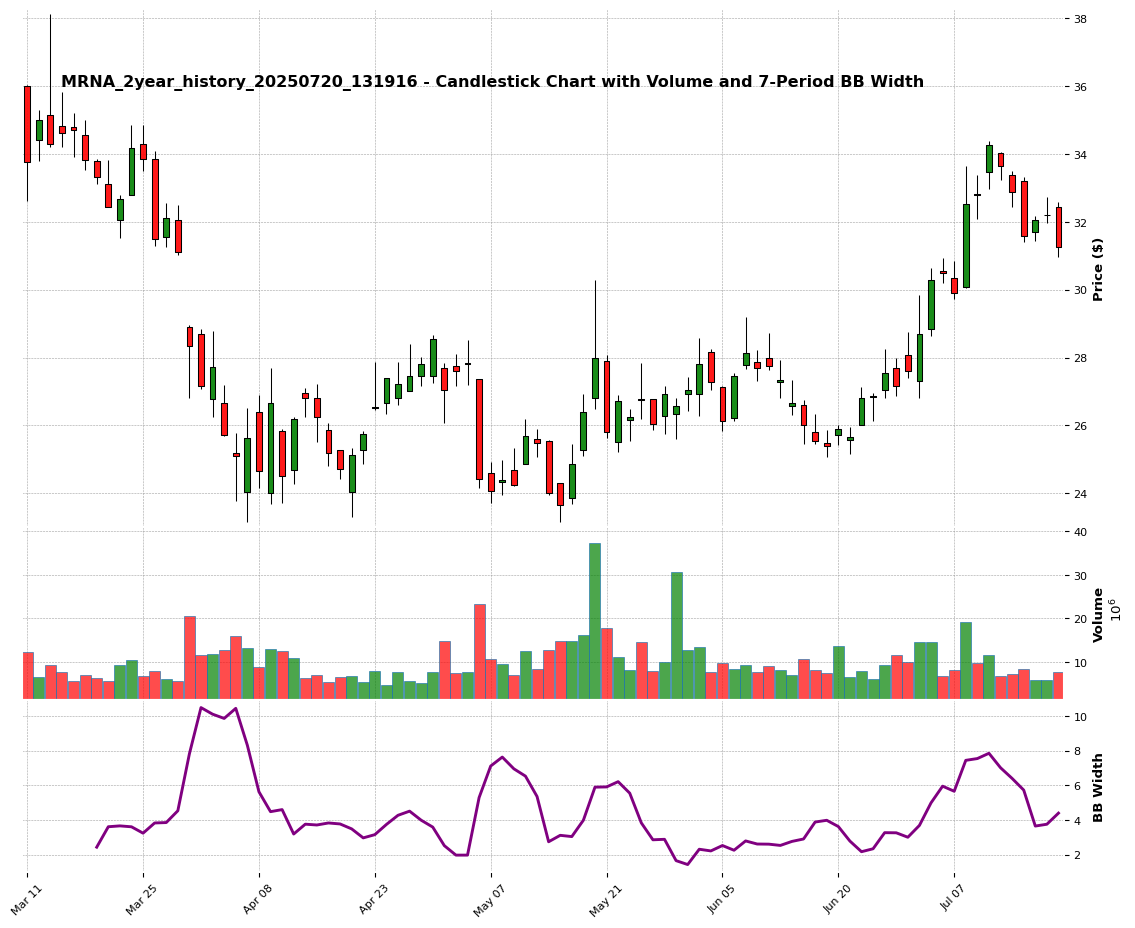 MRNA_2year_history_20250720_131916 - Candlestick Chart with Volume and 7-Period BB Width
38
36
34
32
30
28
26
24
Price ($)
40
30
20
10
Volume
10^6
10
8
6
4
2
BB Width
Mar 11
Mar 25
Apr 08
Apr 23
May 07
May 21
Jun 05
Jun 20
Jul 07